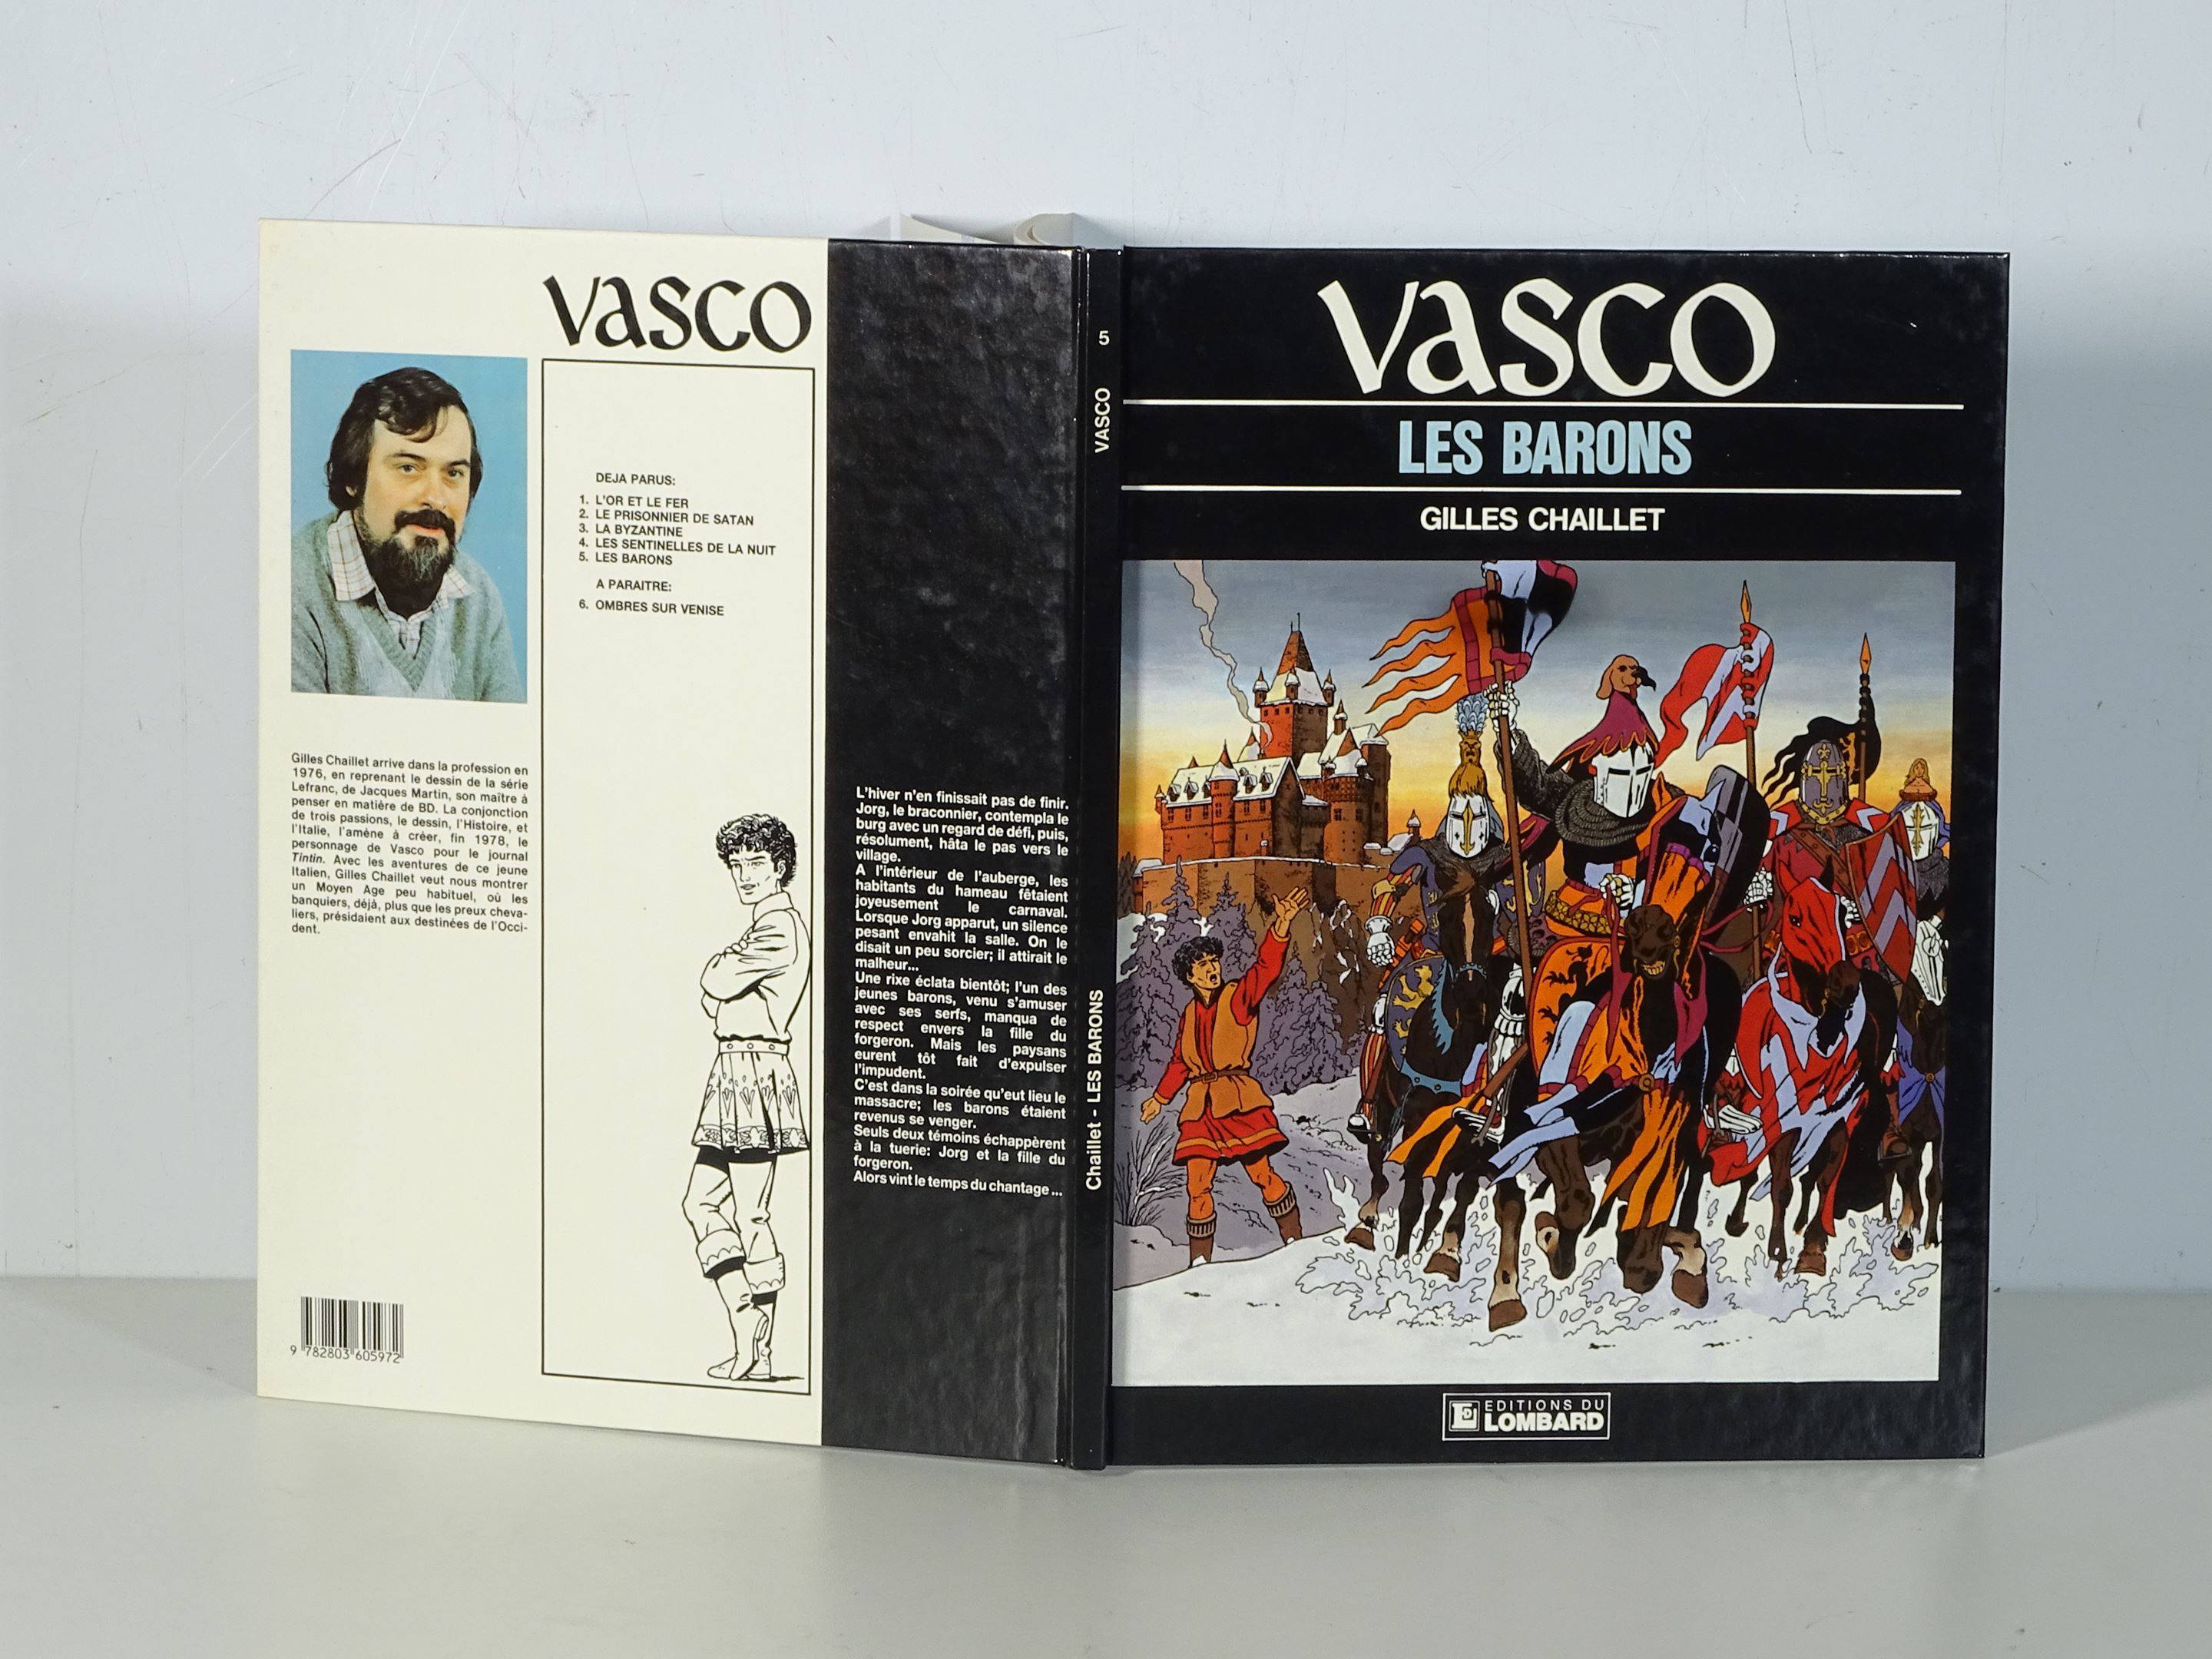 VASCO
DEJA PARUS:
1. L'OR ET LE FER
2. LE PRISONNIER DE SATAN
3. LA BYZANTINE
4. LES SENTINELLES DE LA NUIT
5. LES BARONS
A PARAITRE:
6. OMBRES SUR VENISE
Gilles Chaillet arrive dans la profession en
1976, en reprenant le dessin de la série
Lefranc, de Jacques Martin, son maître à
penser en matière de BD. La conjonction
de trois passions, le dessin, l'Histoire, et
l'Italie, l'amène à créer, fin 1978, le
personnage de Vasco pour le journal
Tintin. Avec les aventures de ce jeune
Italien, Gilles Chaillet veut nous montrer
un Moyen Age peu habituel, où les
banquiers, déjà, plus que les preux cheva-
liers, présidaient aux destinées de l'Occi-
dent.
9 782803 605972
L'hiver n'en finissait pas de finir.
Jorg, le braconnier, contempla le
burg avec un regard de défi, puis,
résolument, hâta le pas vers le
village.
A l'intérieur de l'auberge, les
habitants du hameau fêtaient
joyeusement le carnaval.
Lorsque Jorg apparut, un silence
pesant envahit la salle. On le
disait un peu sorcier; il attirait le
malheur...
Une rixe éclata bientôt; l'un des
jeunes barons, venu s'amuser
avec ses serfs, manqua de
respect envers la fille du
forgeron. Mais les paysans
eurent tôt fait d'expulser
l'impudent.
C'est dans la soirée qu'eut lieu le
massacre; les barons étaient
revenus se venger.
Seuls deux témoins échappèrent
à la tuerie: Jorg et la fille du
forgeron.
Alors vint le temps du chantage...
5
VASCO
Chaillet - LES BARONS
VASCO
LES BARONS
GILLES CHAILLET
EDITIONS DU
LOMBARD